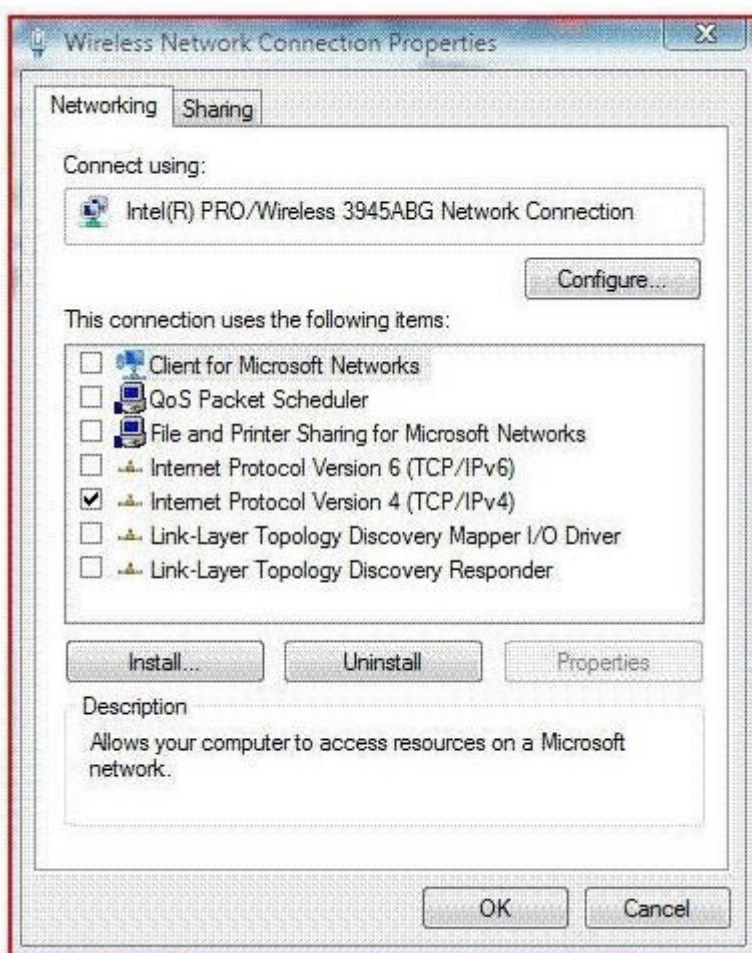 Wireless Network Connection Properties
Networking
Sharing
Connect using:
Intel(R) PRO/Wireless 3945ABG Network Connection
Configure...
This connection uses the following items:
Client for Microsoft Networks
QoS Packet Scheduler
File and Printer Sharing for Microsoft Networks
Internet Protocol Version 6 (TCP/IPv6)
Internet Protocol Version 4 (TCP/IPv4)
Link-Layer Topology Discovery Mapper I/O Driver
Link-Layer Topology Discovery Responder
Install...
Uninstall
Properties
Description
Allows your computer to access resources on a Microsoft
network.
OK
Cancel